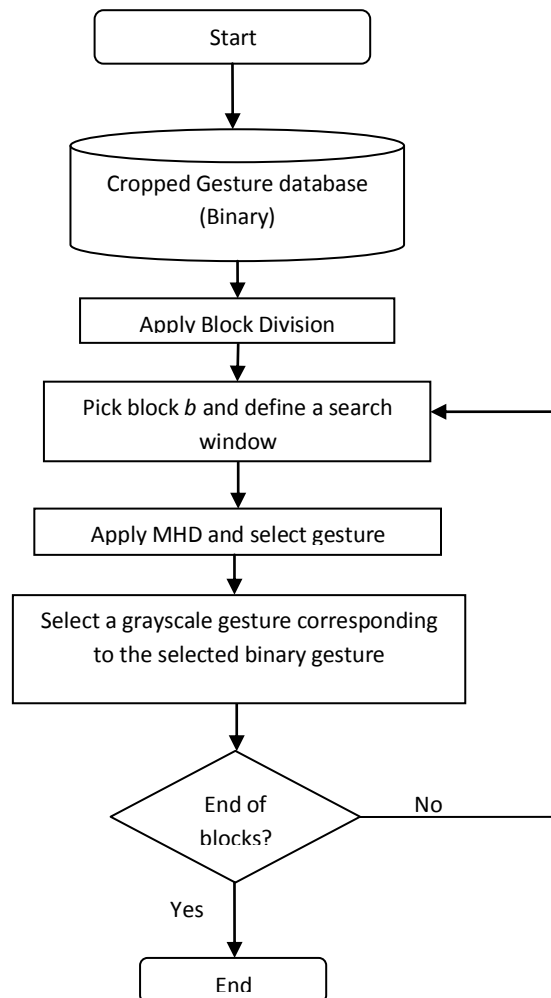 Start
Cropped Gesture database
(Binary)
Apply Block Division
Pick block b and define a search
window
Apply MHD and select gesture
Select a grayscale gesture corresponding
to the selected binary gesture
End of
blocks?
No
Yes
End